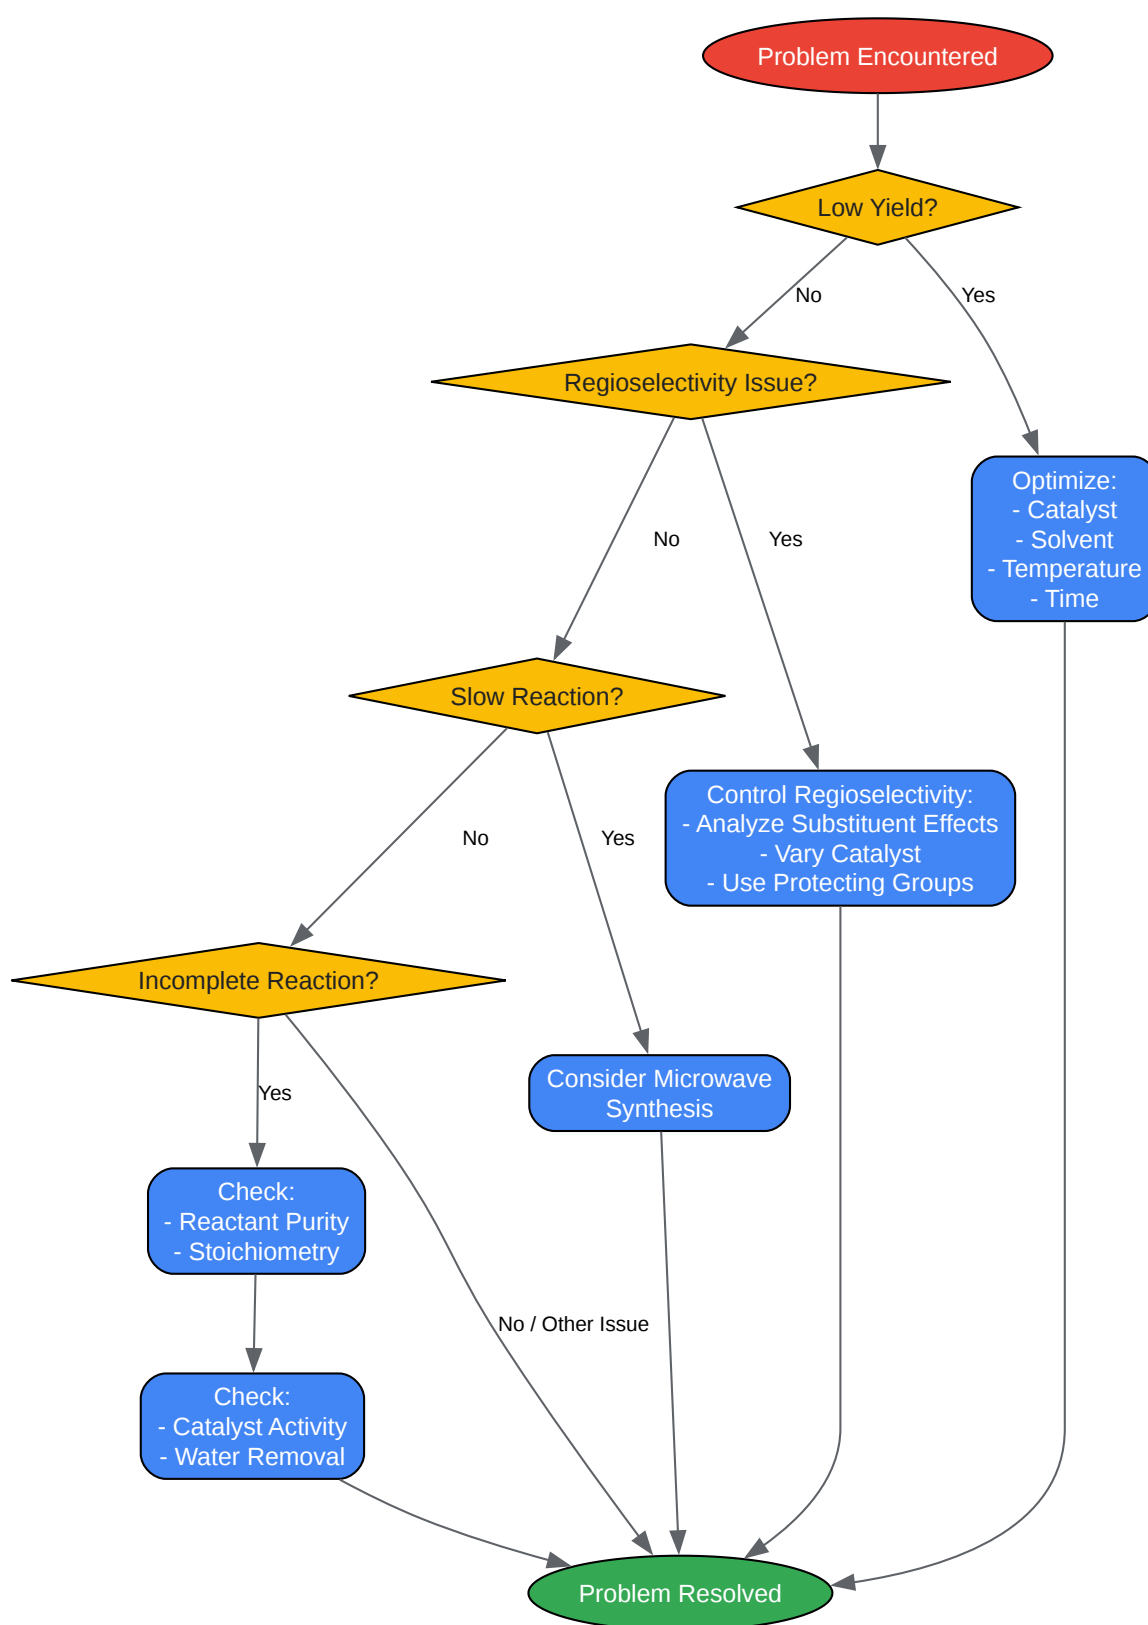 Problem Encountered
Low Yield?
No
Yes
Regioselectivity Issue?
Optimize:
- Catalyst
- Solvent
- Temperature
- Time
No
Yes
Slow Reaction?
Control Regioselectivity:
- Analyze Substituent Effects
- Vary Catalyst
- Use Protecting Groups
No
Yes
Incomplete Reaction?
Consider Microwave
Synthesis
Yes
Check:
- Reactant Purity
- Stoichiometry
No / Other Issue
Check:
- Catalyst Activity
- Water Removal
Problem Resolved